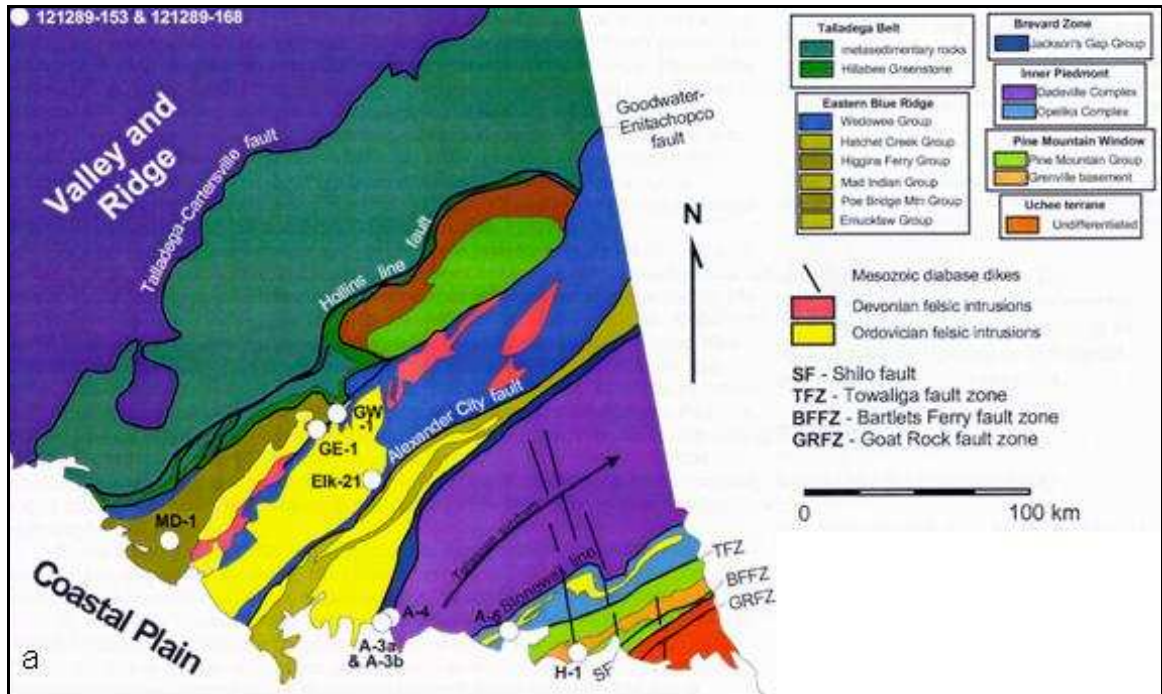 121289-153 & 121289-168
Valley and
Ridge
Talladega-Cartersville fault
Hollins line fault
Goodwater-
Enitachopco
fault
N
GW
-1
GE-1
Alexander City fault
Elk-21
MD-1
Coastal Plain
Stonewall line
TFZ
BFFZ
GRFZ
A-4
A-6
A-3a
& A-3b
H-1
SF
a
Talladega Belt
metasedimentary rocks
Hillabee Greenstone
Eastern Blue Ridge
Wedowee Group
Hatchet Creek Group
Higgins Ferry Group
Mad Indian Group
Poe Bridge Mtn Group
Emuckfaw Group
Brevard Zone
Jackson's Gap Group
Inner Piedmont
Dadeville Complex
Opelika Complex
Pine Mountain Window
Pine Mountain Group
Grenville basement
Uchee terrane
Undifferentiated
Mesozoic diabase dikes
Devonian felsic intrusions
Ordovician felsic intrusions
SF - Shilo fault
TFZ - Towaliga fault zone
BFFZ - Bartlets Ferry fault zone
GRFZ - Goat Rock fault zone
0 100 km